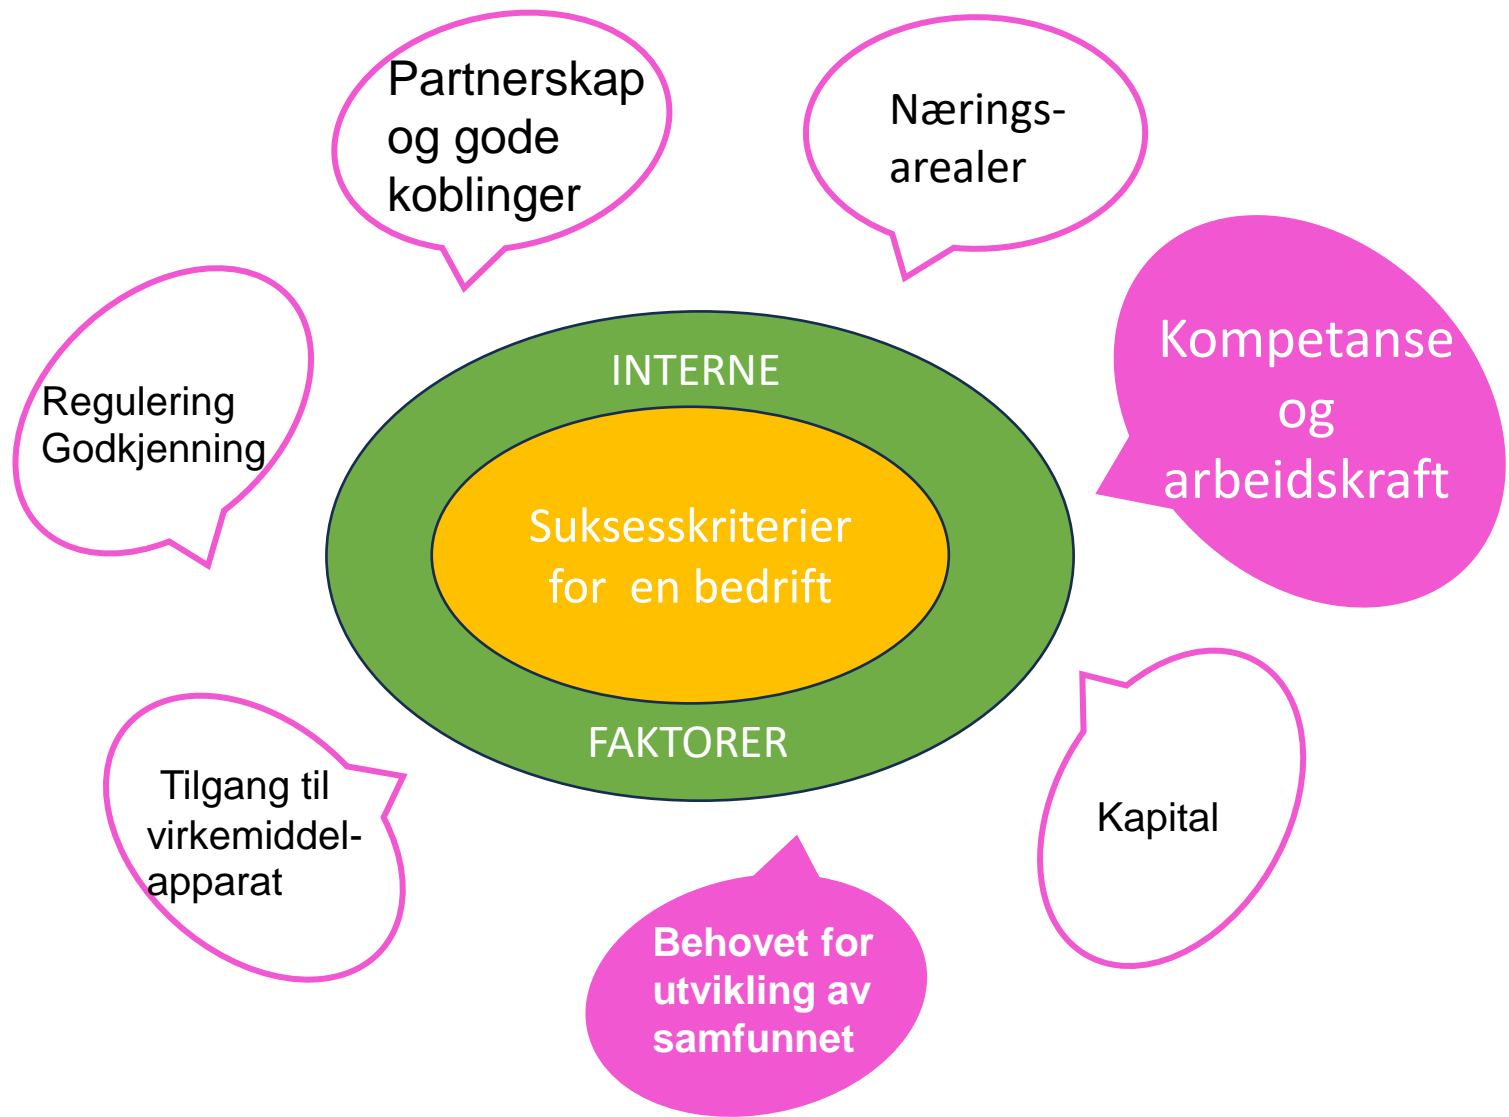 Partnerskap
og gode
koblinger
Nærings-
arealer
Kompetanse
og
arbeidskraft
Regulering
Godkjenning
INTERNE
Suksesskriterier
for en bedrift
FAKTORER
Tilgang til
virkemiddel-
apparat
Kapital
Behovet for
utvikling av
samfunnet